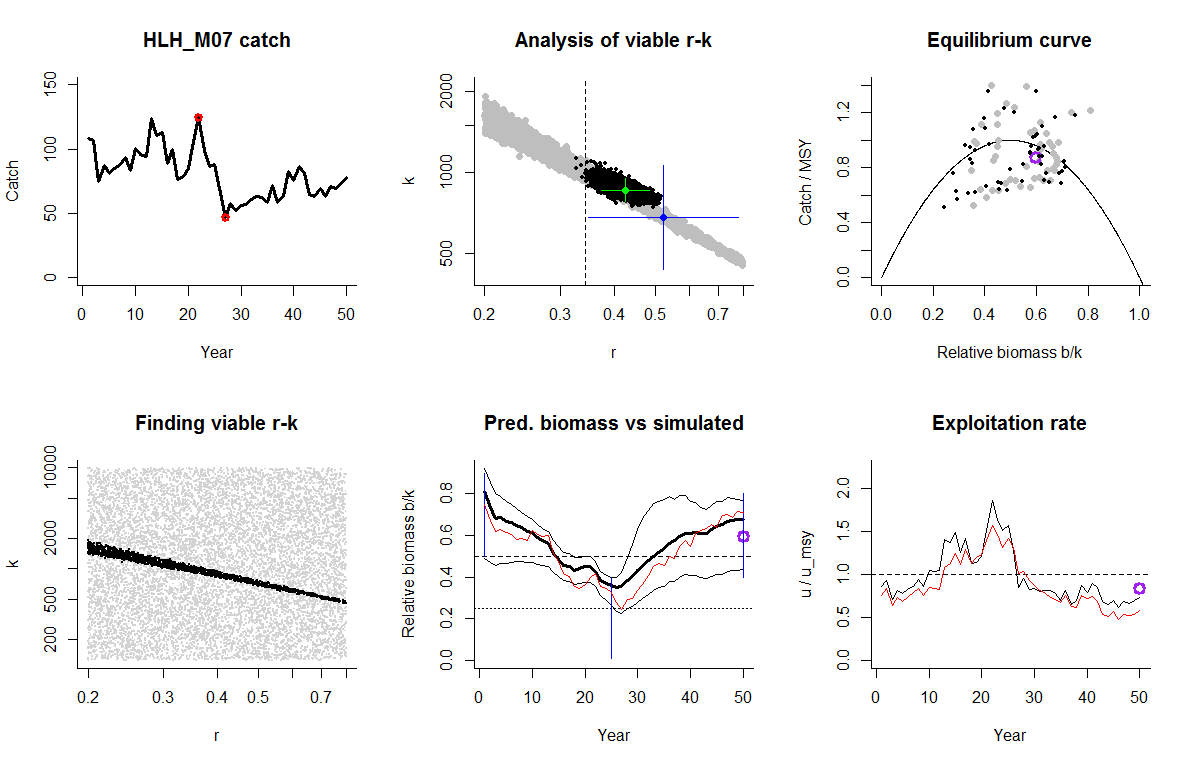 HLH_M07 catch
Catch
150
100
50
0
0 10 20 30 40 50
Year
Analysis of viable r-k
k
2000
1000
500
0.2 0.3 0.4 0.5 0.7
r
Equilibrium curve
Catch / MSY
1.2
0.8
0.4
0.0
0.0 0.2 0.4 0.6 0.8 1.0
Relative biomass b/k
Finding viable r-k
k
10000
2000
500
200
0.2 0.3 0.4 0.5 0.7
r
Pred. biomass vs simulated
Relative biomass b/k
0.8
0.6
0.4
0.2
0.0
0 10 20 30 40 50
Year
Exploitation rate
u / u_msy
2.0
1.5
1.0
0.5
0.0
0 10 20 30 40 50
Year